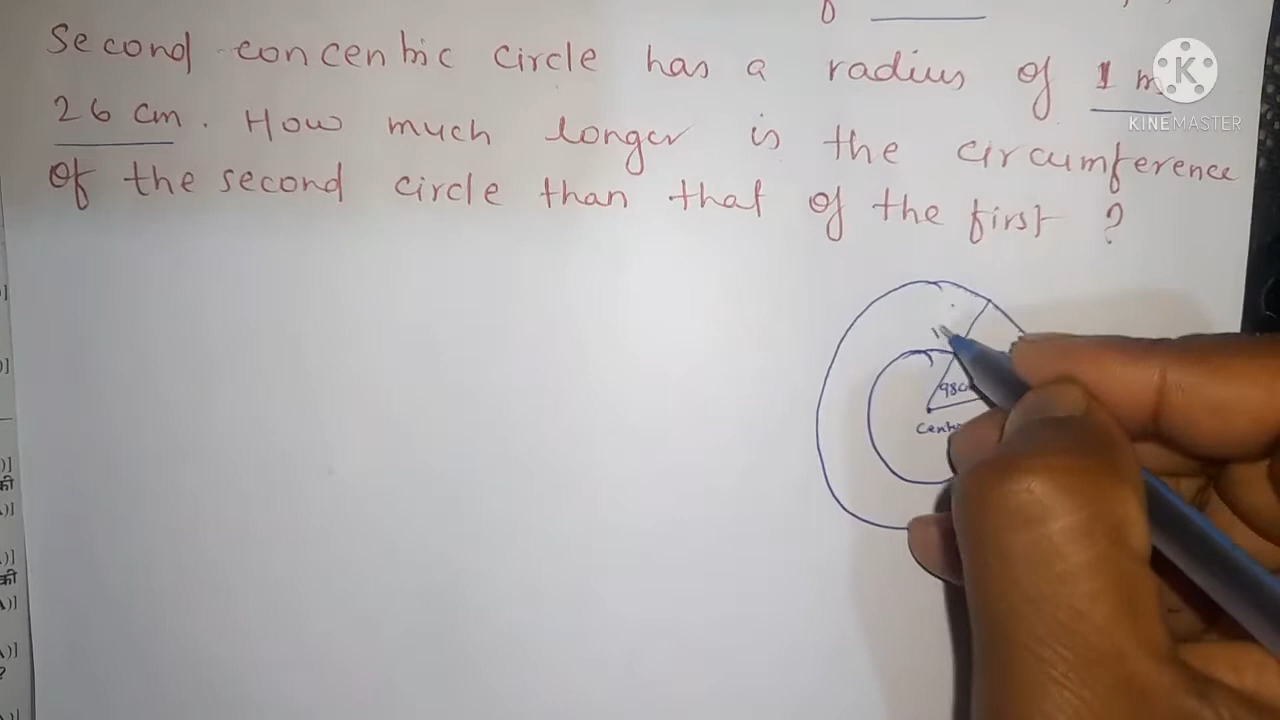 Second concentric circle has a radius of 1 m
26 cm. How much longer is the circumference
of the second circle than that of the first ?
K
KINEMASTER
98c
)]
)]
)]
की
)]
)]
की
)]
)]
?